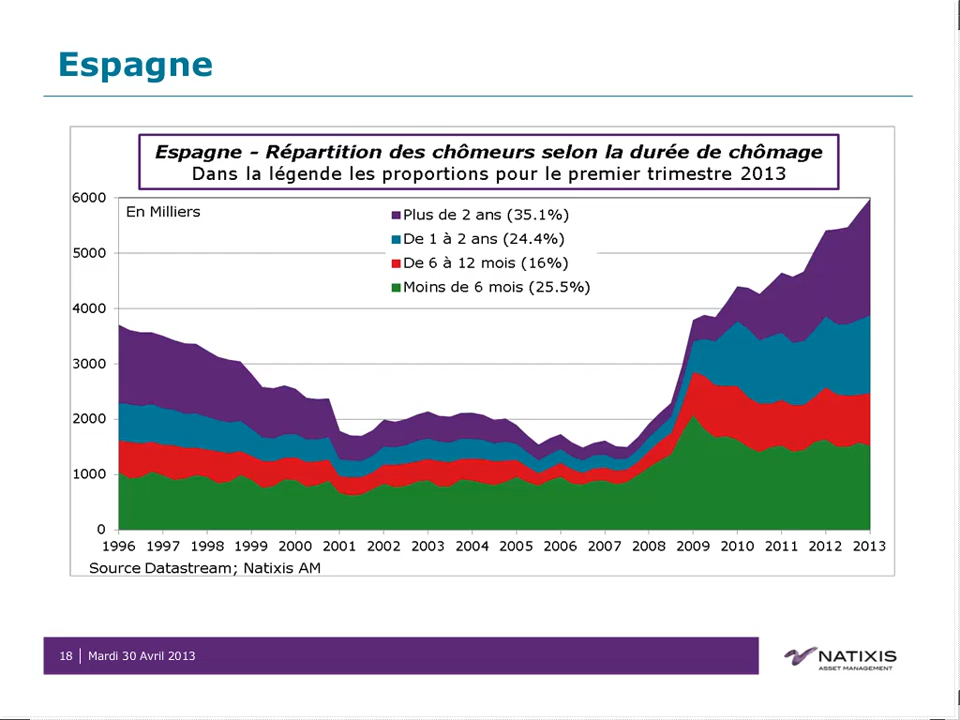 Espagne
Espagne - Répartition des chômeurs selon la durée de chômage
Dans la légende les proportions pour le premier trimestre 2013
6000
En Milliers
Plus de 2 ans (35.1%)
De 1 à 2 ans (24.4%)
De 6 à 12 mois (16%)
Moins de 6 mois (25.5%)
5000
4000
3000
2000
1000
0
1996 1997 1998 1999 2000 2001 2002 2003 2004 2005 2006 2007 2008 2009 2010 2011 2012 2013
Source Datastream; Natixis AM
18 Mardi 30 Avril 2013
NATIXIS
ASSET MANAGEMENT